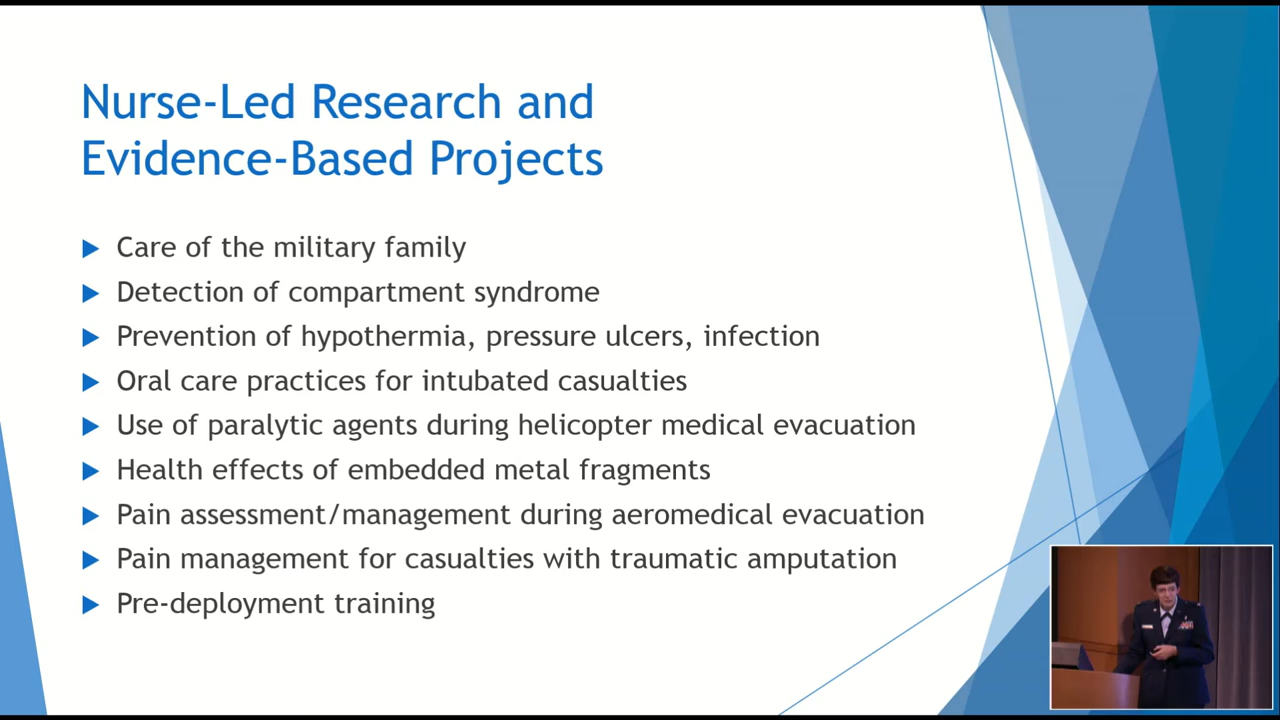 Nurse-Led Research and
Evidence-Based Projects
Care of the military family
Detection of compartment syndrome
Prevention of hypothermia, pressure ulcers, infection
Oral care practices for intubated casualties
Use of paralytic agents during helicopter medical evacuation
Health effects of embedded metal fragments
Pain assessment/management during aeromedical evacuation
Pain management for casualties with traumatic amputation
Pre-deployment training